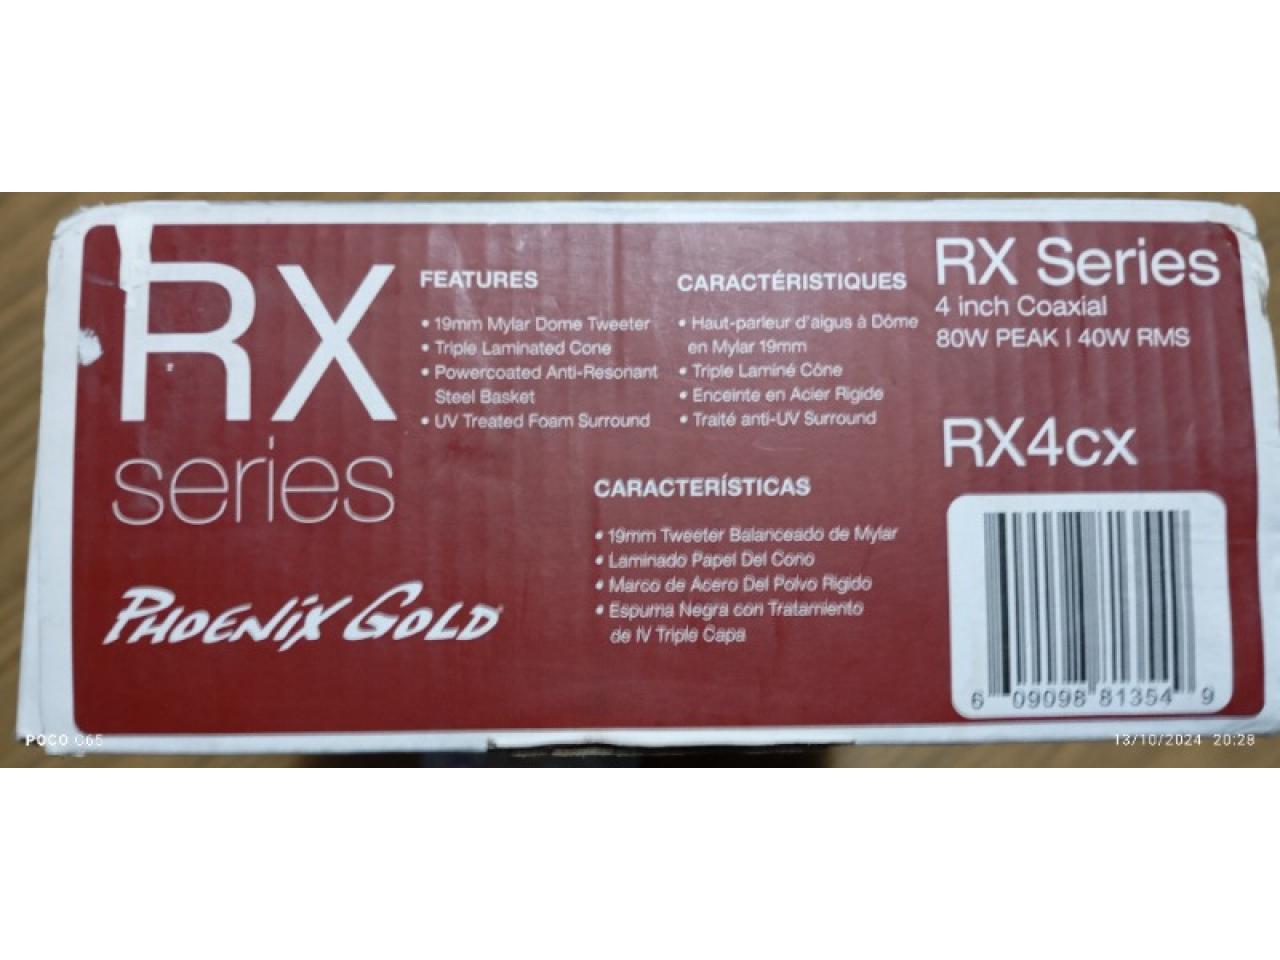 RX
series
PHOENIX GOLD
FEATURES
• 19mm Mylar Dome Tweeter
• Triple Laminated Cone
• Powercoated Anti-Resonant
Steel Basket
• UV Treated Foam Surround
CARACTÉRISTIQUES
• Haut-parleur d'aigus à Dôme
en Mylar 19mm
• Triple Laminé Cône
• Enceinte en Acier Rigide
• Traité anti-UV Surround
CARACTERÍSTICAS
• 19mm Tweeter Balanceado de Mylar
• Laminado Papel Del Cono
• Marco de Acero Del Polvo Rigido
• Espuma Negra con Tratamiento
de IV Triple Capa
RX Series
4 inch Coaxial
80W PEAK | 40W RMS
RX4cx
6 09098 81354 9
POCO C65
13/10/2024 20:28